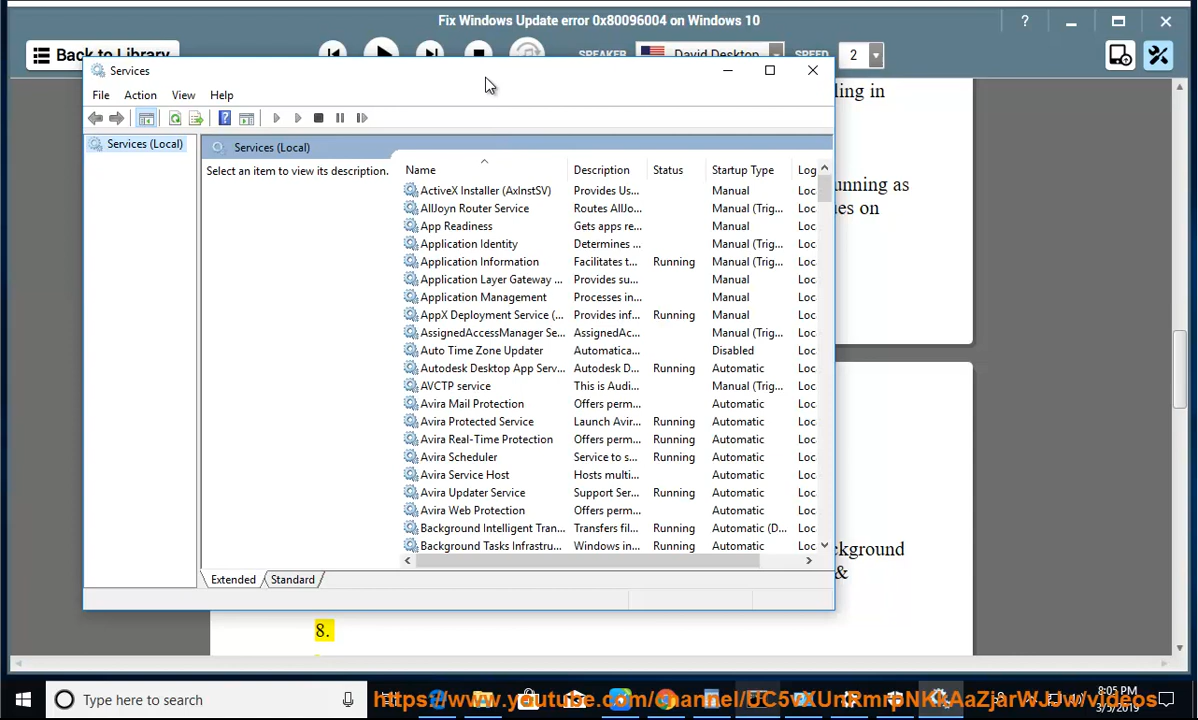 Fix Windows Update error 0x80096004 on Windows 10
Back to Library
SPEAKER
David Desktop
SPEED
2
Services
File Action View Help
Services (Local)
Services (Local)
Select an item to view its description.
Name Description Status Startup Type Log
ActiveX Installer (AxInstSV) Provides Us... Manual Loc
AllJoyn Router Service Routes AllJo... Manual (Trig... Loc
App Readiness Gets apps re... Manual Loc
Application Identity Determines ... Manual (Trig... Loc
Application Information Facilitates t... Running Manual (Trig... Loc
Application Layer Gateway ... Provides su... Manual Loc
Application Management Processes in... Manual Loc
AppX Deployment Service (... Provides inf... Running Manual Loc
AssignedAccessManager Se... AssignedAc... Manual (Trig... Loc
Auto Time Zone Updater Automatica... Disabled Loc
Autodesk Desktop App Serv... Autodesk D... Running Automatic Loc
AVCTP service This is Audi... Manual (Trig... Loc
Avira Mail Protection Offers perm... Automatic Loc
Avira Protected Service Launch Avir... Running Automatic Loc
Avira Real-Time Protection Offers perm... Running Automatic Loc
Avira Scheduler Service to s... Running Automatic Loc
Avira Service Host Hosts multi... Automatic Loc
Avira Updater Service Support Ser... Running Automatic Loc
Avira Web Protection Offers perm... Automatic Loc
Background Intelligent Tran... Transfers fil... Running Automatic (D... Loc
Background Tasks Infrastru... Windows in... Running Automatic Loc
Extended Standard
ling in
unning as
es on
ckground
&
8.
Type here to search
8:05 PM
3/5/2019